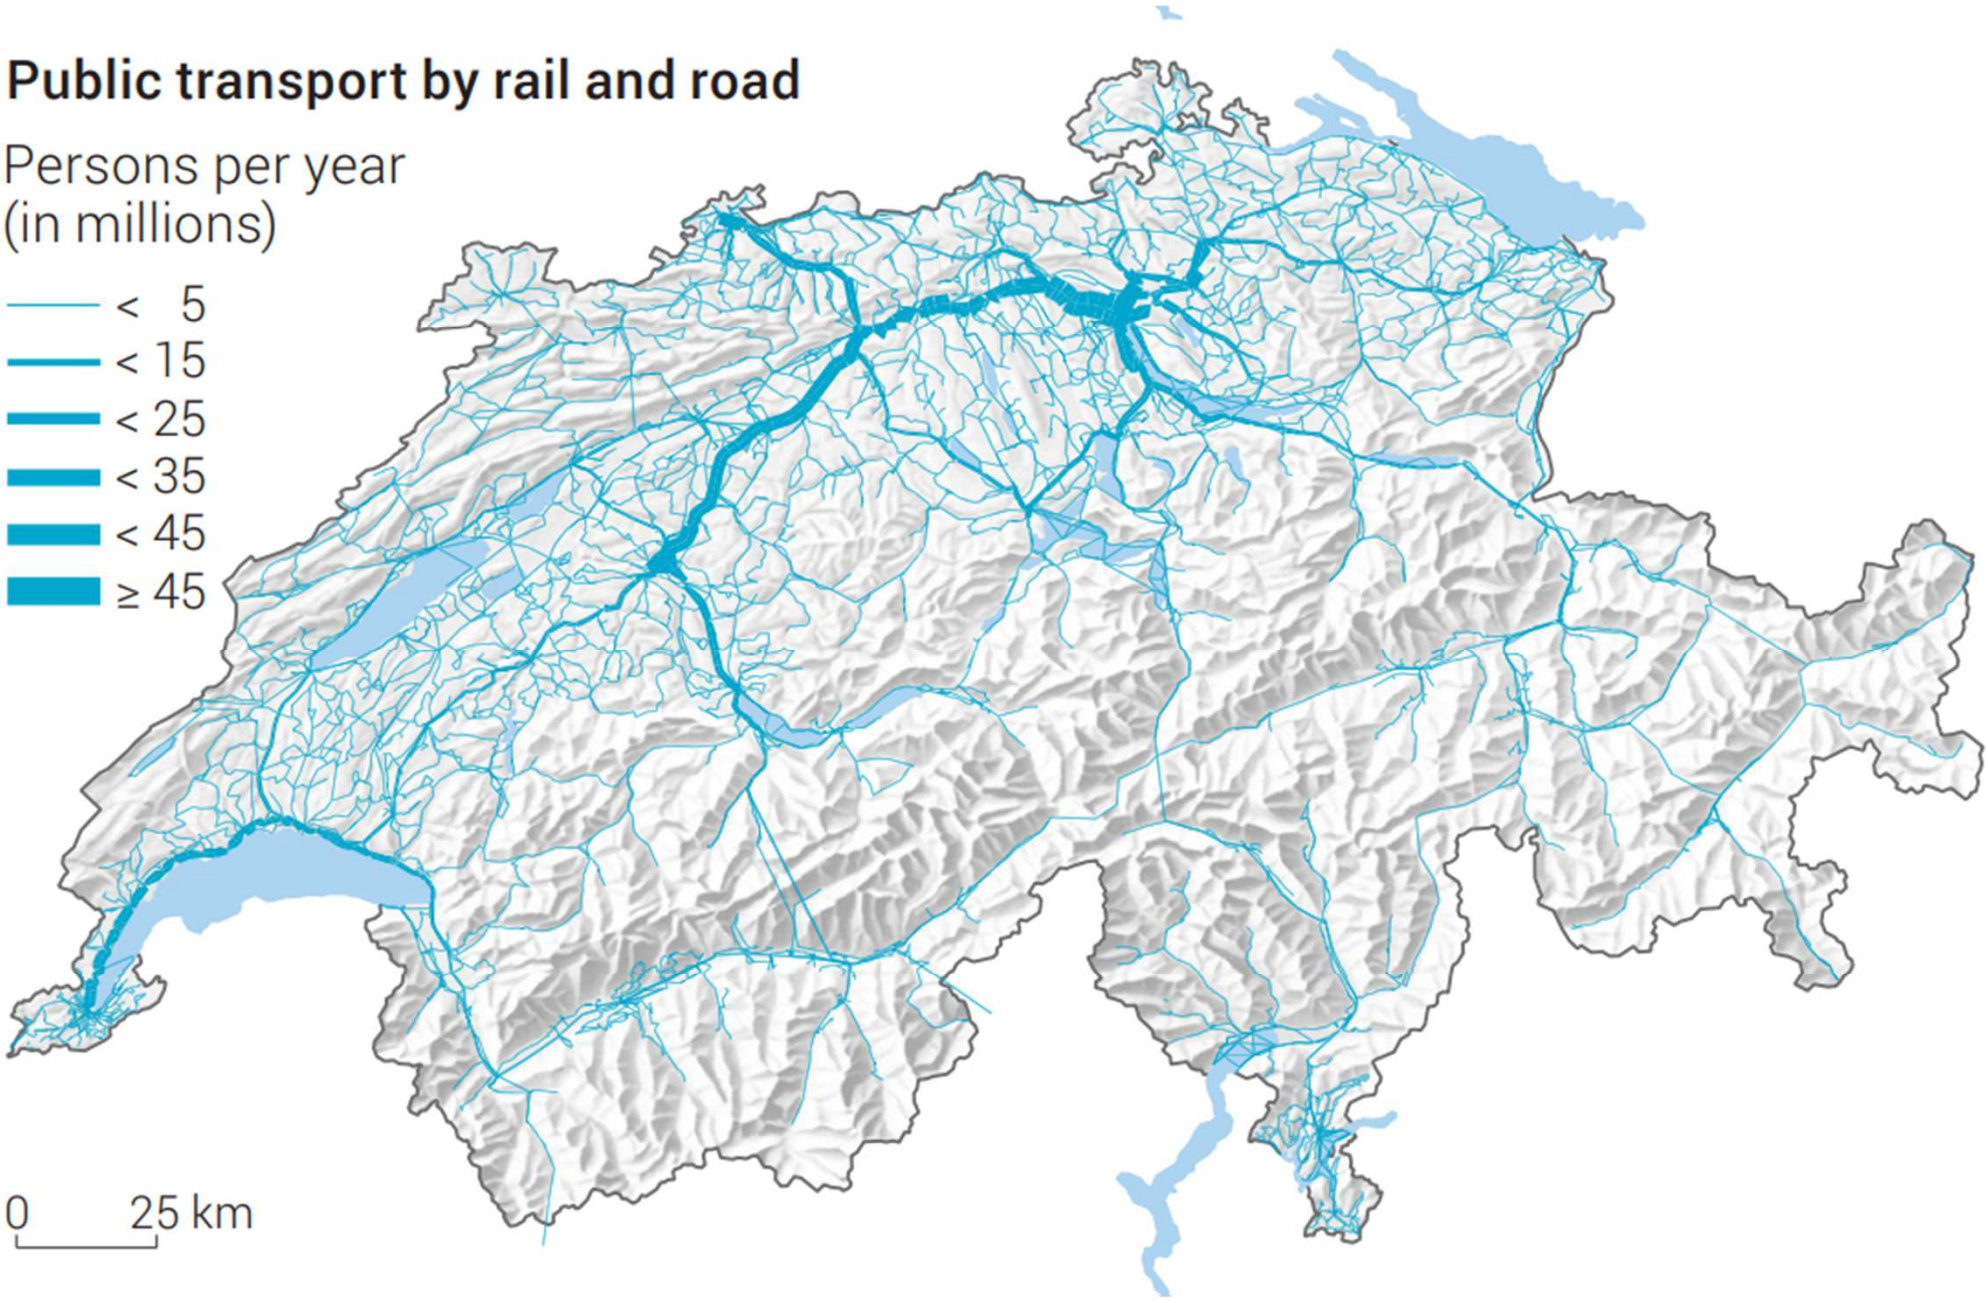 Public transport by rail and road
Persons per year
(in millions)
< 5
< 15
< 25
< 35
< 45
≥ 45
0 25 km